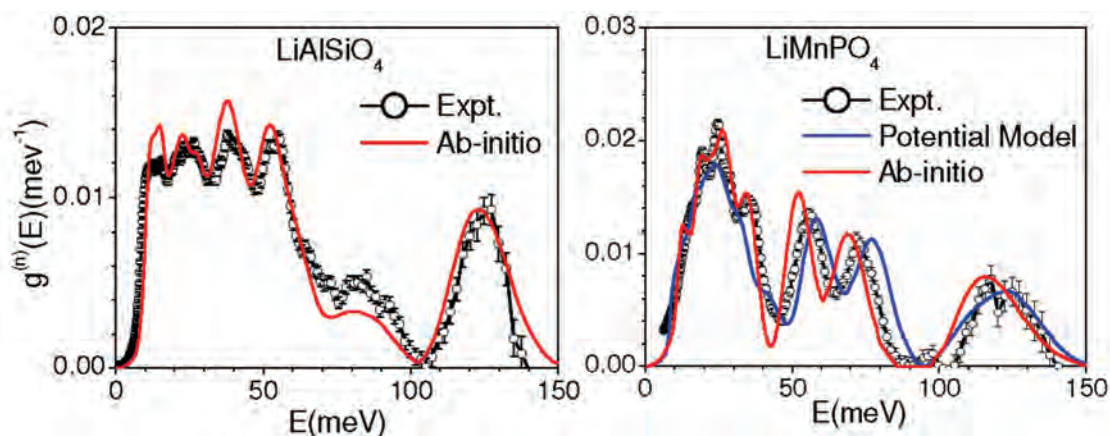 0.02
LiAlSiO₄
Expt.
Ab-initio
0.01
0.00
g⁽ⁿ⁾(E)(meV⁻¹)
0 50 100 150
E(meV)
0.03
LiMnPO₄
Expt.
Potential Model
Ab-initio
0.02
0.01
0.00
0 50 100 150
E(meV)